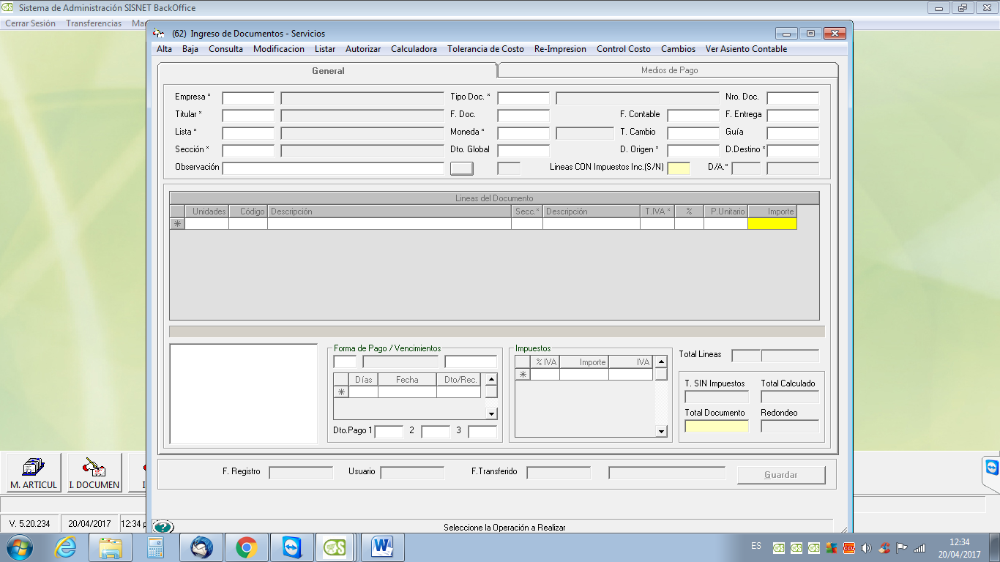 Sistema de Administración SISNET BackOffice
Cerrar Sesión Transferencias
(62) Ingreso de Documentos - Servicios
Alta Baja Consulta Modificacion Listar Autorizar Calculadora Tolerancia de Costo Re-Impresion Control Costo Cambios Ver Asiento Contable
General Medios de Pago
Empresa * Tipo Doc. * Nro. Doc.
Titular * F. Doc. F. Contable F. Entrega
Lista * Moneda * T. Cambio Guía
Sección * Dto. Global D. Origen * D.Destino *
Observación Lineas CON Impuestos Inc.(S/N) D/A.*
Lineas del Documento
Unidades Código Descripción Secc.* Descripción T.IVA * % P.Unitario Importe
Forma de Pago / Vencimientos Impuestos
Total Lineas
% IVA Importe IVA
Días Fecha Dto/Rec.
T. SIN Impuestos Total Calculado
Total Documento Redondeo
Dto.Pago 1 2 3
F. Registro Usuario F.Transferido Guardar
M. ARTICUL I. DOCUMEN
V. 5.20.234 20/04/2017 12:34
Seleccione la Operación a Realizar
ES 12:34
20/04/2017